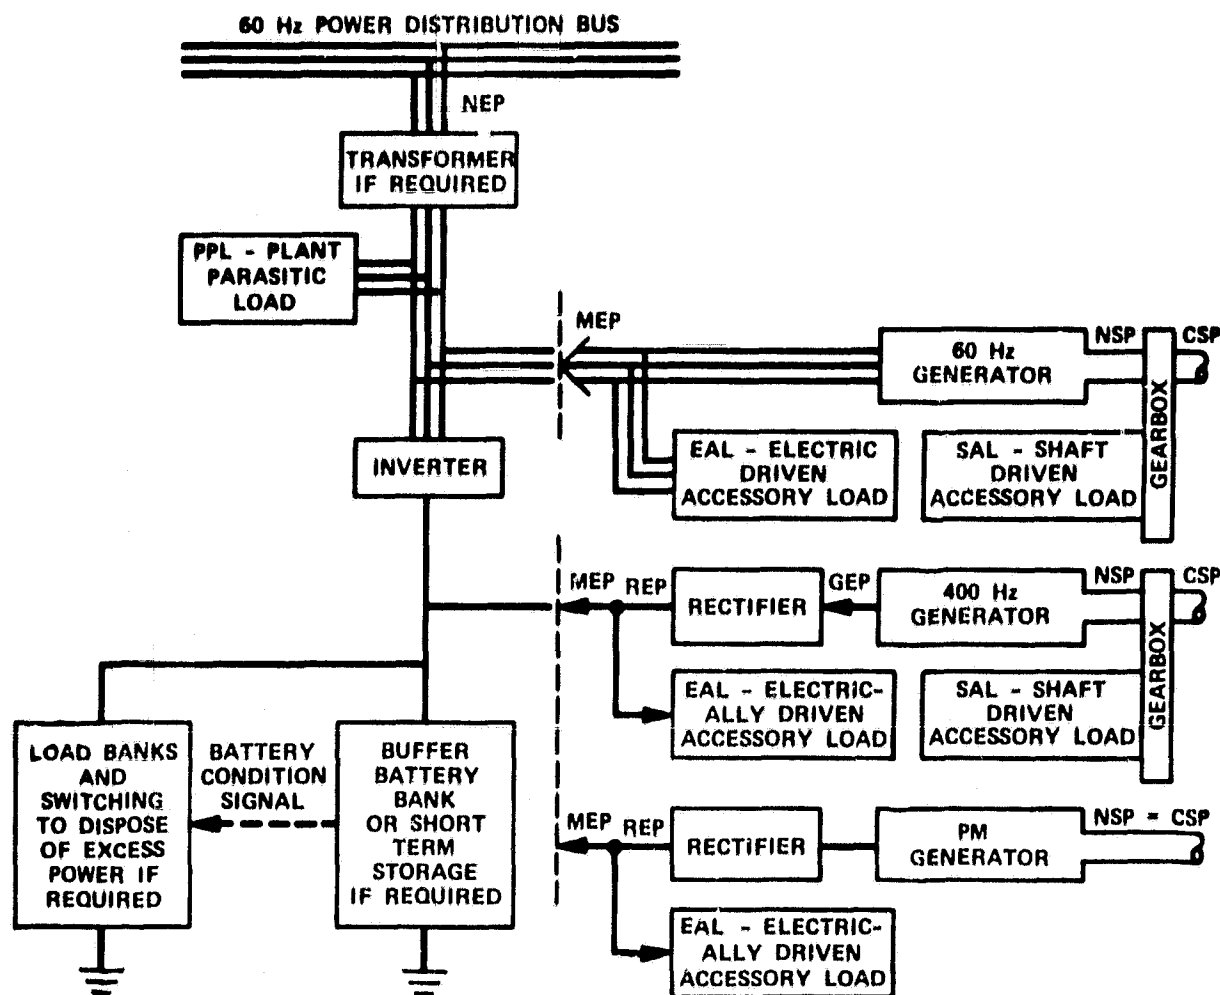 60 Hz POWER DISTRIBUTION BUS
NEP
TRANSFORMER
IF REQUIRED
PPL - PLANT
PARASITIC
LOAD
MEP
60 Hz
GENERATOR
NSP
CSP
GEARBOX
INVERTER
EAL - ELECTRIC
DRIVEN
ACCESSORY LOAD
SAL - SHAFT
DRIVEN
ACCESSORY LOAD
MEP
REP
RECTIFIER
GEP
400 Hz
GENERATOR
NSP
CSP
GEARBOX
EAL - ELECTRIC-
ALLY DRIVEN
ACCESSORY LOAD
SAL - SHAFT
DRIVEN
ACCESSORY LOAD
LOAD BANKS
AND
SWITCHING
TO DISPOSE
OF EXCESS
POWER IF
REQUIRED
BATTERY
CONDITION
SIGNAL
BUFFER
BATTERY
BANK
OR SHORT
TERM
STORAGE
IF REQUIRED
MEP
REP
RECTIFIER
PM
GENERATOR
NSP = CSP
EAL - ELECTRIC-
ALLY DRIVEN
ACCESSORY LOAD